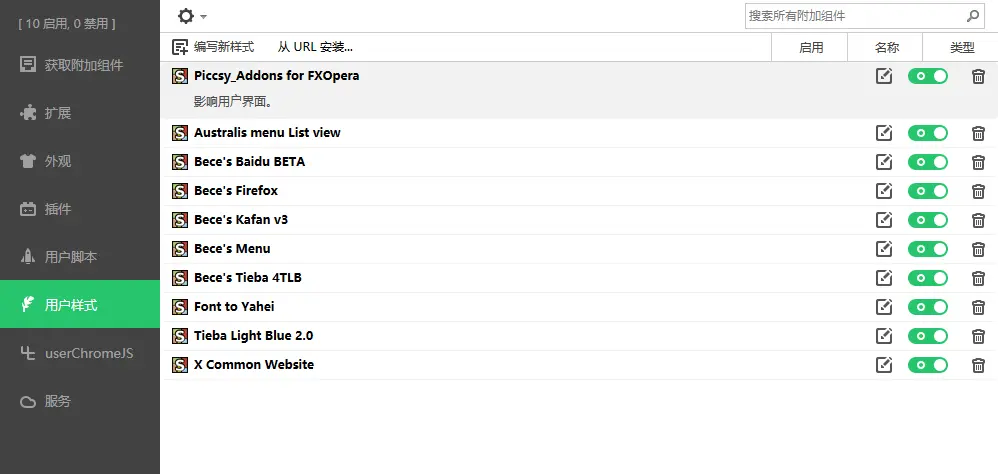 [ 10 启用, 0 禁用 ]
获取附加组件
扩展
外观
插件
用户脚本
用户样式
userChromeJS
服务
搜索所有附加组件
编写新样式 从 URL 安装... 启用 名称 类型
Piccsy_Addons for FXOpera
影响用户界面。
Australis menu List view
Bece's Baidu BETA
Bece's Firefox
Bece's Kafan v3
Bece's Menu
Bece's Tieba 4TLB
Font to Yahei
Tieba Light Blue 2.0
X Common Website